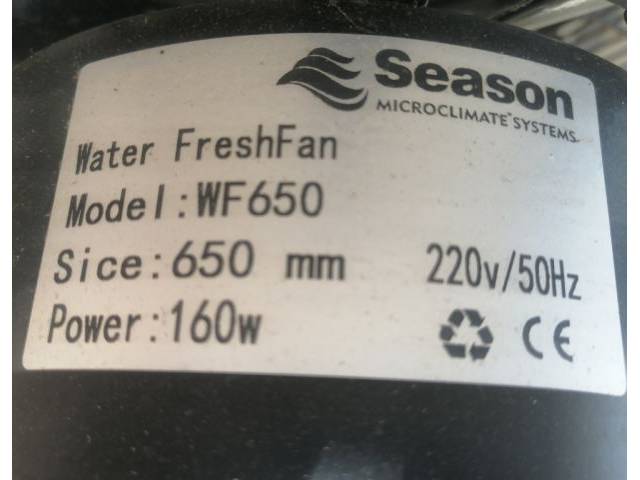 Season
MICROCLIMATE SYSTEMS
Water FreshFan
Model:WF650
Sice:650 mm
220v/50Hz
Power:160w
CE